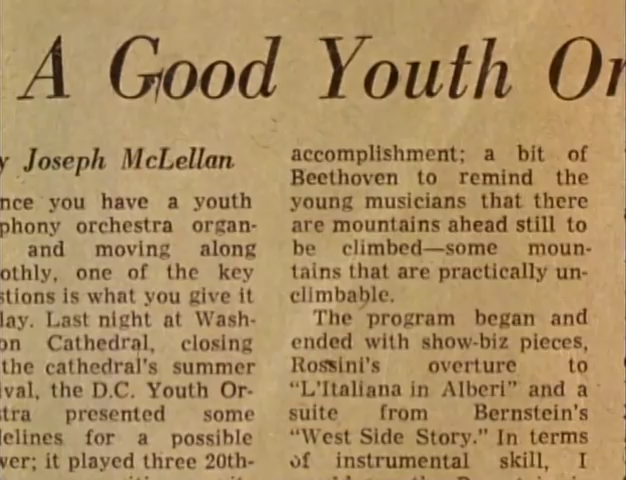 A Good Youth Or
y Joseph McLellan
nce you have a youth
phony orchestra organ-
and moving along
othly, one of the key
stions is what you give it
lay. Last night at Wash-
on Cathedral, closing
the cathedral's summer
ival, the D.C. Youth Or-
stra presented some
elines for a possible
wer; it played three 20th-
accomplishment; a bit of
Beethoven to remind the
young musicians that there
are mountains ahead still to
be climbed—some moun-
tains that are practically un-
climbable.
The program began and
ended with show-biz pieces,
Rossini's overture to
"L'Italiana in Alberi" and a
suite from Bernstein's
"West Side Story." In terms
of instrumental skill, I